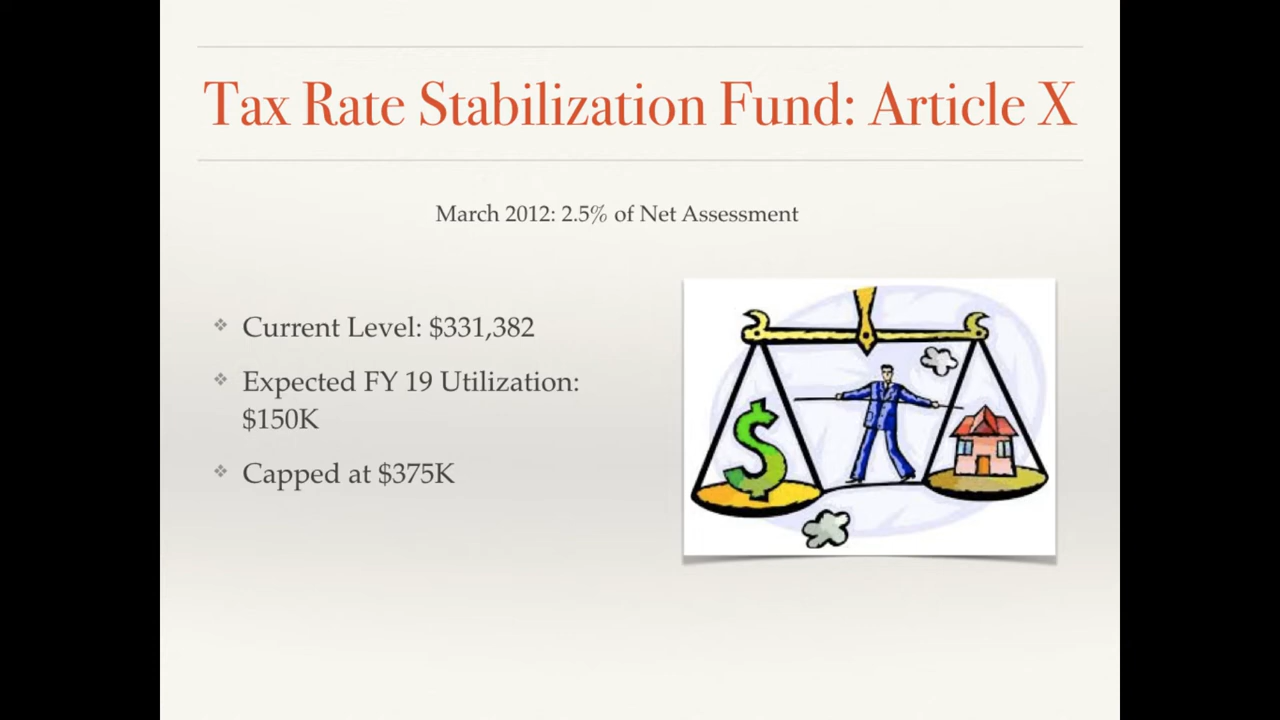 Tax Rate Stabilization Fund: Article X
March 2012: 2.5% of Net Assessment
❖ Current Level: $331,382
❖ Expected FY 19 Utilization:
$150K
❖ Capped at $375K
$